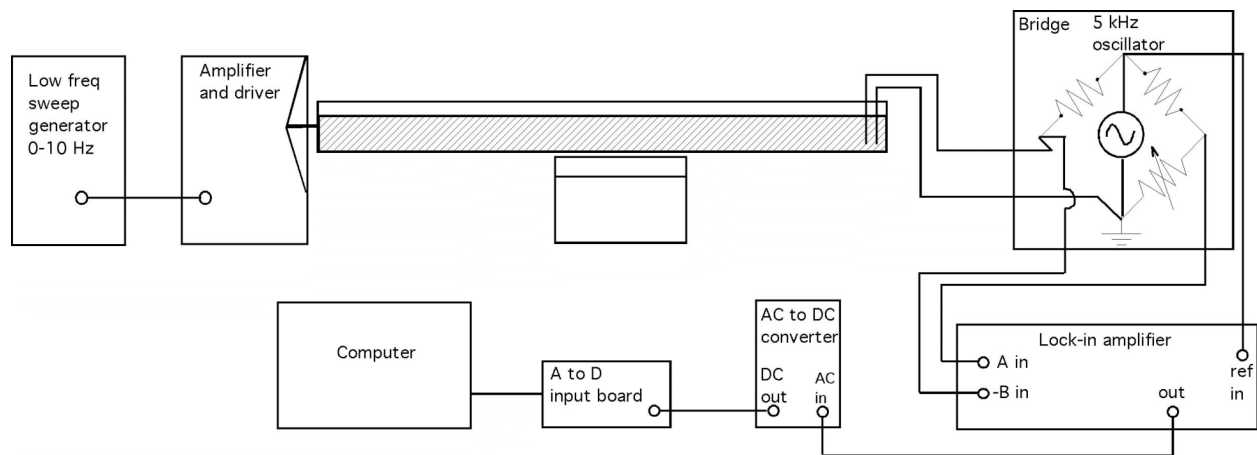 Low freq
sweep
generator
0-10 Hz
Amplifier
and driver
Bridge
5 kHz
oscillator
Computer
A to D
input board
AC to DC
converter
DC
out
AC
in
Lock-in amplifier
A in
-B in
out
ref
in